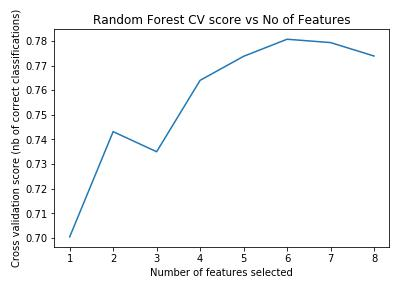 Random Forest CV score vs No of Features
Cross validation score (nb of correct classifications)
0.78
0.77
0.76
0.75
0.74
0.73
0.72
0.71
0.70
1 2 3 4 5 6 7 8
Number of features selected